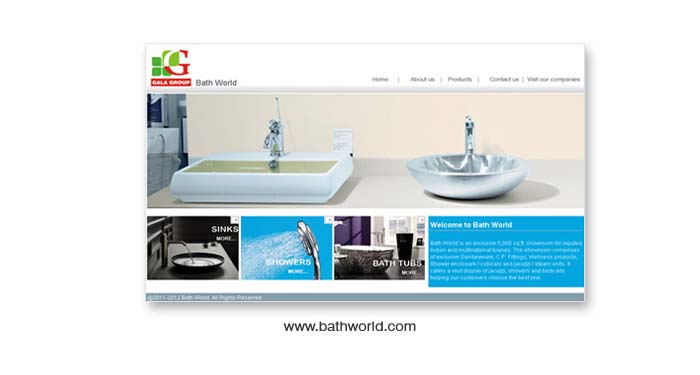 GALA GROUP
Bath World
Home | About us | Products | Contact us | Visit our companies
SINKS
MORE...
SHOWERS
MORE...
BATH TUBS
MORE...
Welcome to Bath World
Bath World is an exclusive 5,000 sq.ft. showroom for reputed
Indian and multinational brands. The showroom comprises
of exclusive Sanitaryware, C.P. Fittings, Wellness products,
Shower enclosure / cubicals and jacuzzi / steam units. It
caters a vast display of jacuzzi, showers and body jets
helping our customers choose the best one.
@2011-2012 Bath World. All Rights Reserved
www.bathworld.com